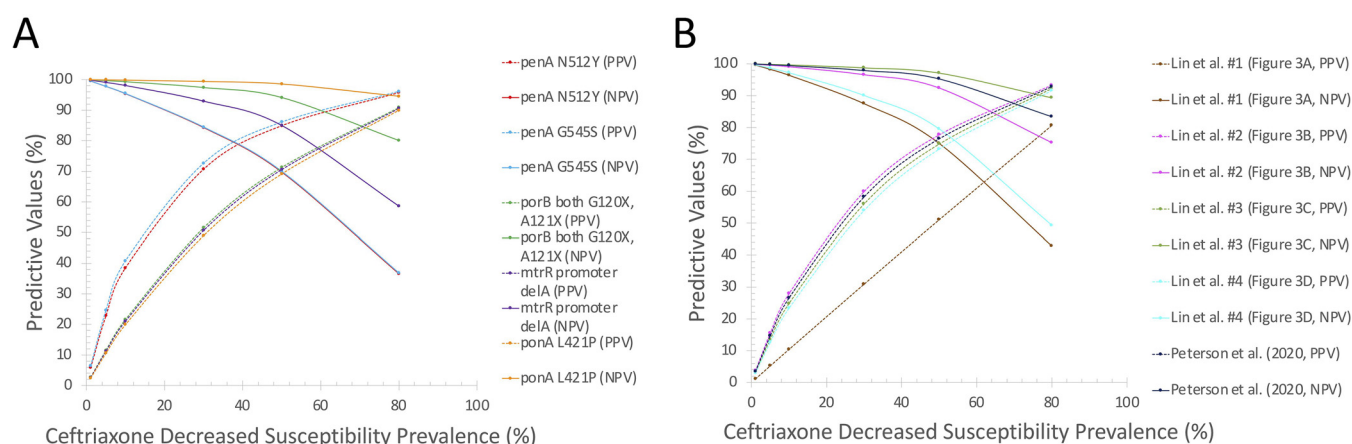 A
Predictive Values (%)
100
90
80
70
60
50
40
30
20
10
0
0 20 40 60 80 100
Ceftriaxone Decreased Susceptibility Prevalence (%)
penA N512Y (PPV)
penA N512Y (NPV)
penA G545S (PPV)
penA G545S (NPV)
porB both G120X,
A121X (PPV)
porB both G120X,
A121X (NPV)
mtrR promoter
delA (PPV)
mtrR promoter
delA (NPV)
ponA L421P (PPV)
ponA L421P (NPV)
B
Predictive Values (%)
100
90
80
70
60
50
40
30
20
10
0
0 20 40 60 80 100
Ceftriaxone Decreased Susceptibility Prevalence (%)
Lin et al. #1 (Figure 3A, PPV)
Lin et al. #1 (Figure 3A, NPV)
Lin et al. #2 (Figure 3B, PPV)
Lin et al. #2 (Figure 3B, NPV)
Lin et al. #3 (Figure 3C, PPV)
Lin et al. #3 (Figure 3C, NPV)
Lin et al. #4 (Figure 3D, PPV)
Lin et al. #4 (Figure 3D, NPV)
Peterson et al. (2020, PPV)
Peterson et al. (2020, NPV)